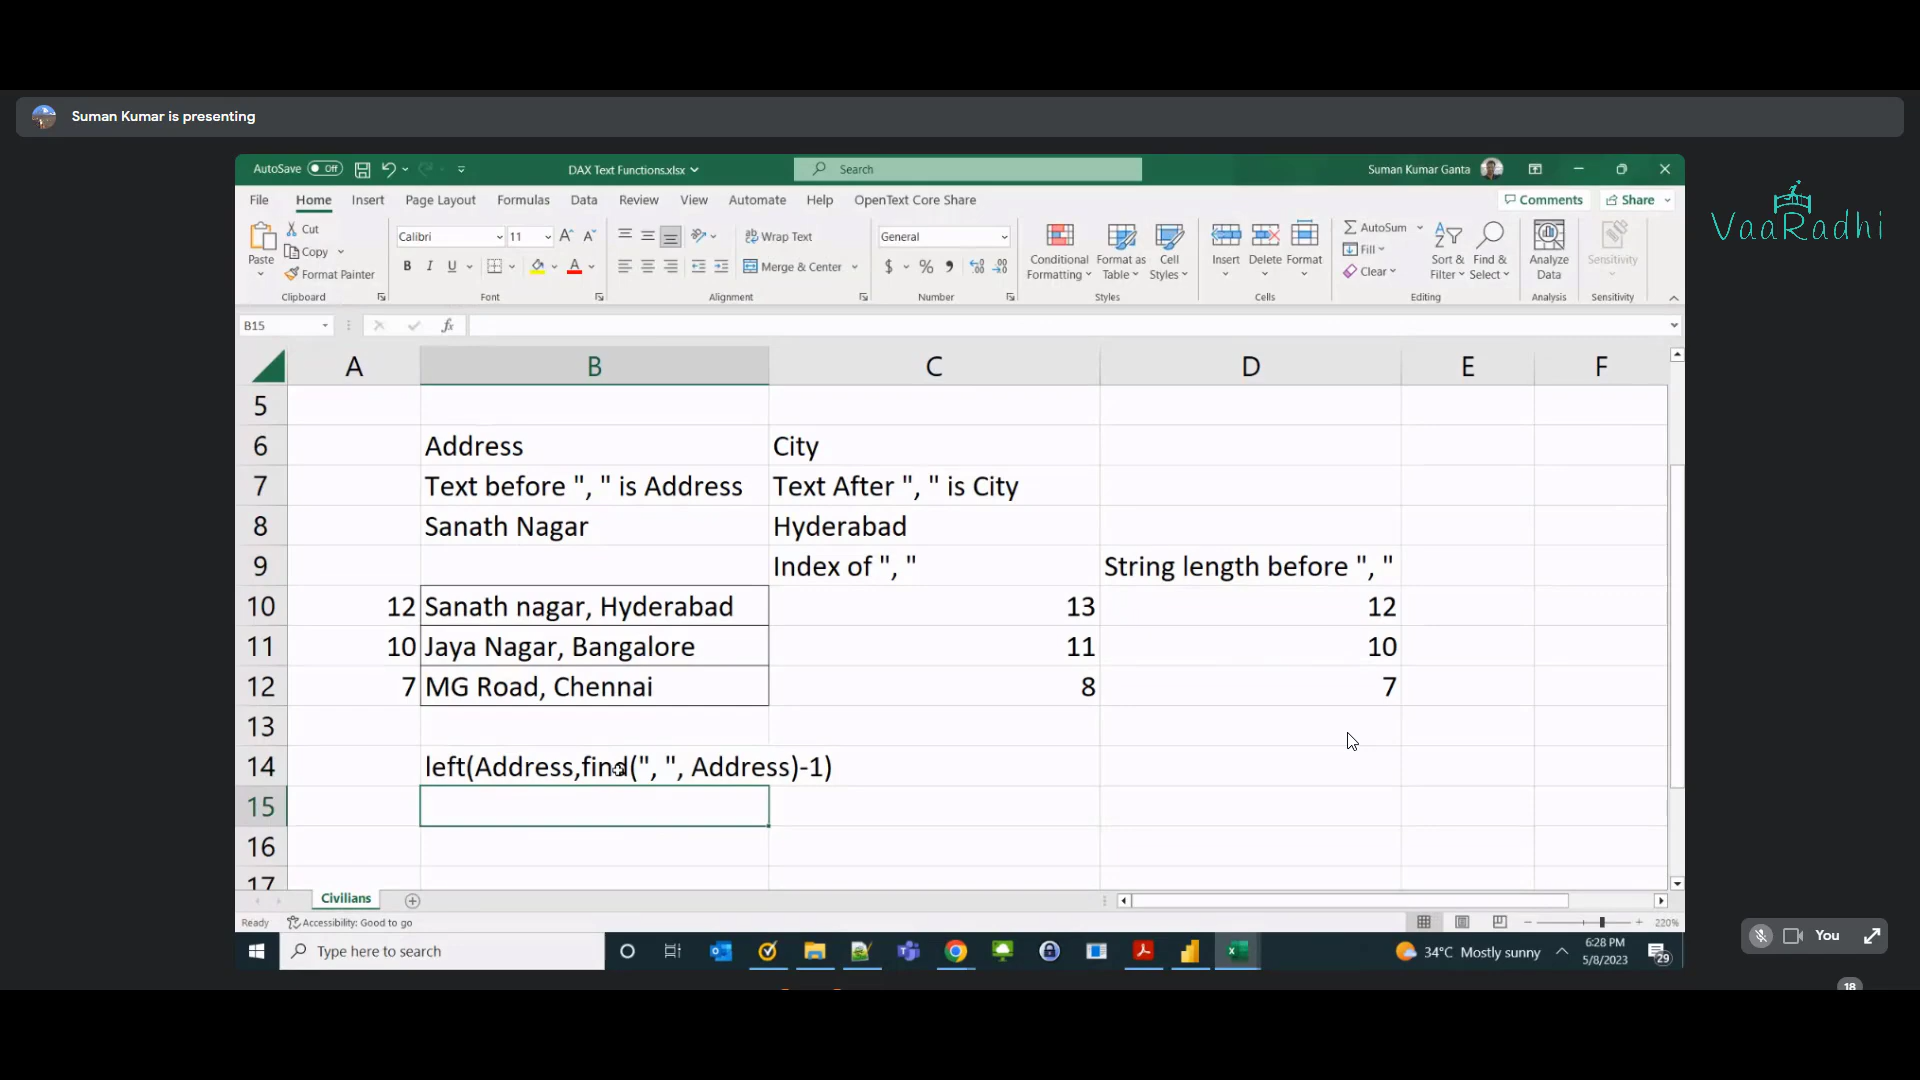 Suman Kumar is presenting
VaaRadhi
AutoSave Off DAX Text Functions.xlsx Search Suman Kumar Ganta
File Home Insert Page Layout Formulas Data Review View Automate Help OpenText Core Share Comments Share
Paste Cut Copy Format Painter
Clipboard
Calibri 11
B I U A
Font
Wrap Text
Merge & Center
Alignment
General
$ % ,
Number
Conditional Formatting Format as Table Cell Styles
Styles
Insert Delete Format
Cells
AutoSum Fill Clear Sort & Filter Find & Select
Editing
Analyze Data
Analysis
Sensitivity
Sensitivity
B15 fx
A B C D E F
5
6 Address City
7 Text before ", " is Address Text After ", " is City
8 Sanath Nagar Hyderabad
9 Index of ", " String length before ", "
10 12 Sanath nagar, Hyderabad 13 12
11 10 Jaya Nagar, Bangalore 11 10
12 7 MG Road, Chennai 8 7
13
14 left(Address,find(", ", Address)-1)
15
16
17
Civilians
Ready Accessibility: Good to go 220%
Type here to search 34°C Mostly sunny 6:28 PM 5/8/2023 29
You
18